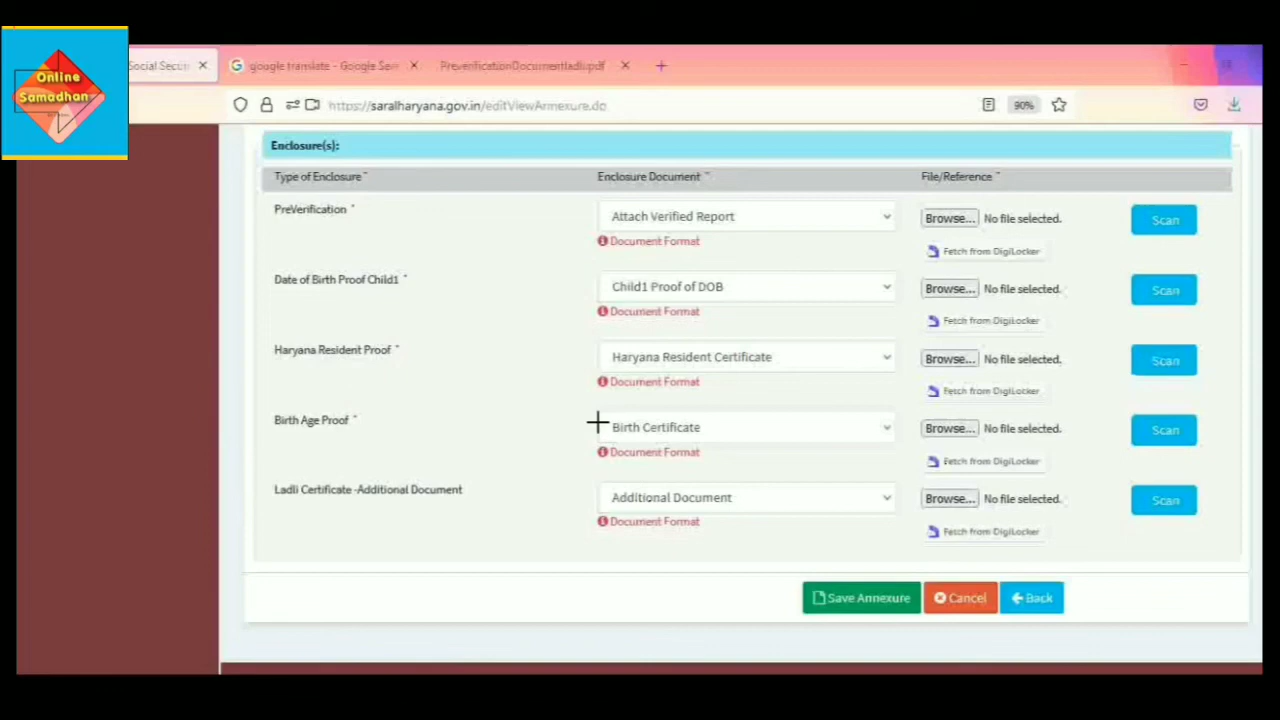 Online
Samadhan
Social Securi
google translate - Google Sea
PreverificationDocumentladli.pdf
https://saralharyana.gov.in/editViewAnnexure.do
90%
Enclosure(s):
Type of Enclosure * Enclosure Document * File/Reference *
PreVerification * Attach Verified Report Browse... No file selected. Scan
Document Format Fetch from DigiLocker
Date of Birth Proof Child1 * Child1 Proof of DOB Browse... No file selected. Scan
Document Format Fetch from DigiLocker
Haryana Resident Proof * Haryana Resident Certificate Browse... No file selected. Scan
Document Format Fetch from DigiLocker
Birth Age Proof * Birth Certificate Browse... No file selected. Scan
Document Format Fetch from DigiLocker
Ladli Certificate -Additional Document Additional Document Browse... No file selected. Scan
Document Format Fetch from DigiLocker
Save Annexure Cancel Back